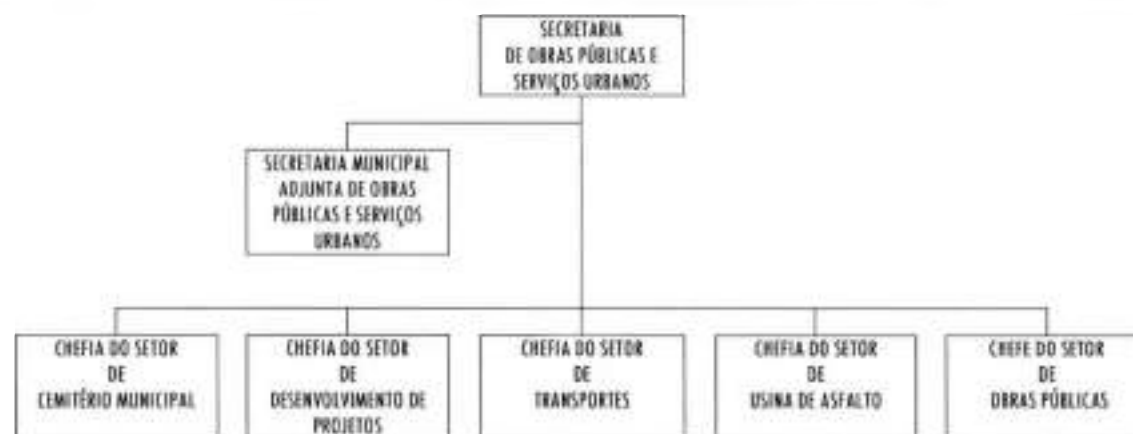 SECRETARIA
DE OBRAS PÚBLICAS E
SERVIÇOS URBANOS
SECRETARIA MUNICIPAL
ADJUNTA DE OBRAS
PÚBLICAS E SERVIÇOS
URBANOS
CHEFIA DO SETOR
DE
CEMITÉRIO MUNICIPAL
CHEFIA DO SETOR
DE
DESENVOLVIMENTO DE
PROJETOS
CHEFIA DO SETOR
DE
TRANSPORTES
CHEFIA DO SETOR
DE
USINA DE ASFALTO
CHEFE DO SETOR
DE
OBRAS PÚBLICAS